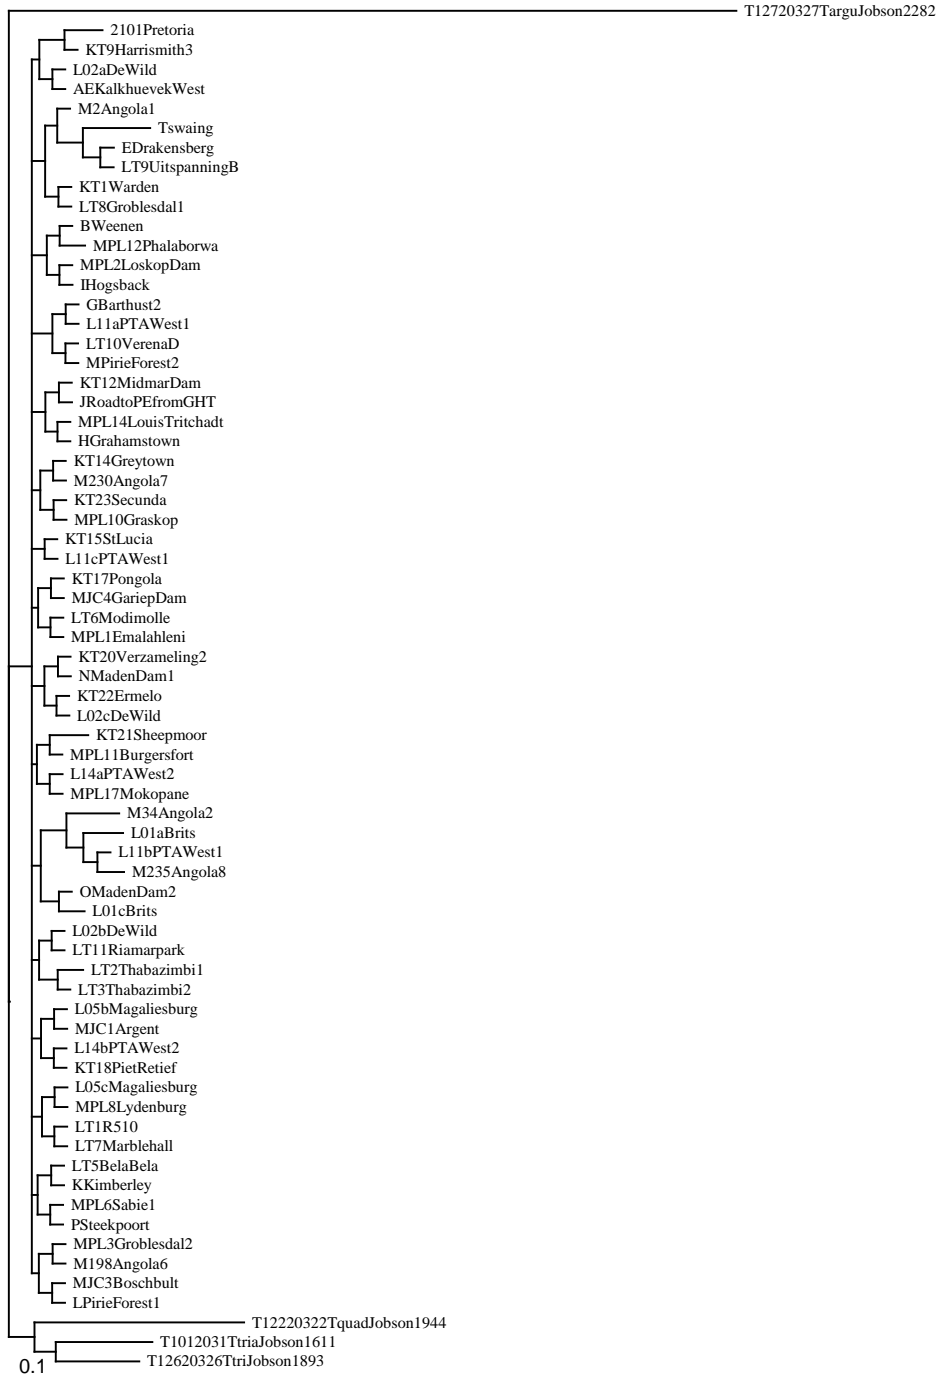 T12720327TarguJobson2282
2101Pretoria
KT9Harrismith3
L02aDeWild
AEKalkhuevekWest
M2Angola1
Tswaing
EDrakensberg
LT9UitspanningB
KT1Warden
LT8Groblesdal1
BWeenen
MPL12Phalaborwa
MPL2LoskopDam
IHogsback
GBarthust2
L11aPTAWest1
LT10VerenaD
MPirieForest2
KT12MidmarDam
JRoadtoPEfromGHT
MPL14LouisTritchadt
HGrahamstown
KT14Greytown
M230Angola7
KT23Secunda
MPL10Graskop
KT15StLucia
L11cPTAWest1
KT17Pongola
MJC4GariepDam
LT6Modimolle
MPL1Emalahleni
KT20Verzameling2
NMadenDam1
KT22Ermelo
L02cDeWild
KT21Sheepmoor
MPL11Burgersfort
L14aPTAWest2
MPL17Mokopane
M34Angola2
L01aBrits
L11bPTAWest1
M235Angola8
OMadenDam2
L01cBrits
L02bDeWild
LT11Riamarpark
LT2Thabazimbi1
LT3Thabazimbi2
L05bMagaliesburg
MJC1Argent
L14bPTAWest2
KT18PietRetief
L05cMagaliesburg
MPL8Lydenburg
LT1R510
LT7Marblehall
LT5BelaBela
KKimberley
MPL6Sabie1
PSteekpoort
MPL3Groblesdal2
M198Angola6
MJC3Boschbult
LPirieForest1
T12220322TquadJobson1944
T1012031TtriaJobson1611
T12620326TtriJobson1893
0.1